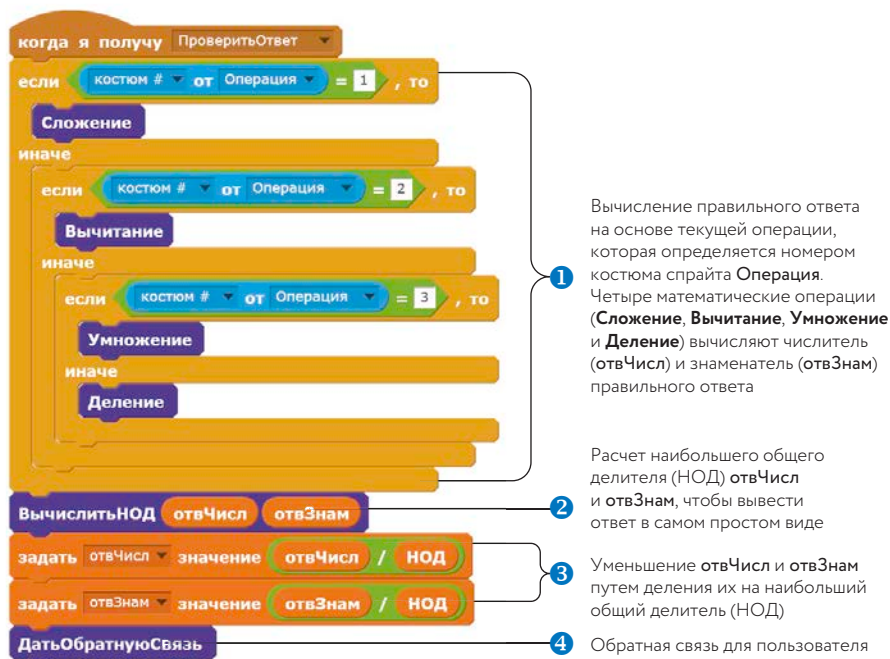 когда я получу ПроверитьОтвет
если костюм # от Операция = 1 , то
Сложение
иначе
если костюм # от Операция = 2 , то
Вычитание
иначе
если костюм # от Операция = 3 , то
Умножение
иначе
Деление
ВычислитьНОД отвЧисл отвЗнам
задать отвЧисл значение отвЧисл / НОД
задать отвЗнам значение отвЗнам / НОД
ДатьОбратнуюСвязь
1
Вычисление правильного ответа
на основе текущей операции,
которая определяется номером
костюма спрайта Операция.
Четыре математические операции
(Сложение, Вычитание, Умножение
и Деление) вычисляют числитель
(отвЧисл) и знаменатель (отвЗнам)
правильного ответа
2
Расчет наибольшего общего
делителя (НОД) отвЧисл
и отвЗнам, чтобы вывести
ответ в самом простом виде
3
Уменьшение отвЧисл и отвЗнам
путем деления их на наибольший
общий делитель (НОД)
4
Обратная связь для пользователя